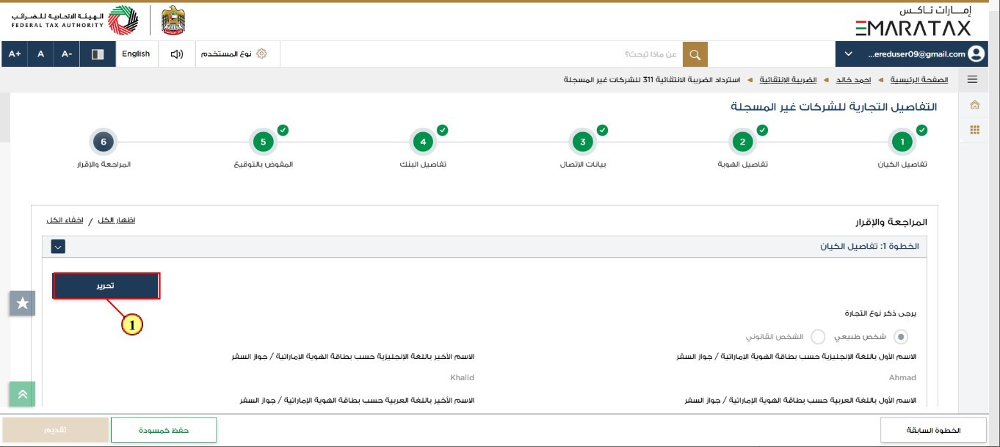 إمـــارات تـاكـس
EMARATAX
الهيئة الاتحادية للضرائب
FEDERAL TAX AUTHORITY
...ereduser09@gmail.com
عن ماذا تبحث؟
نوع المستخدم
English
A-
A
A+
الصفحة الرئيسية ◄ احمد خالد ◄ الضريبة الانتقائية ◄ استرداد الضريبة الانتقائية 311 للشركات غير المسجلة
التفاصيل التجارية للشركات غير المسجلة
1 2 3 4 5 6
تفاصيل الكيان
تفاصيل الهوية
بيانات الإتصال
تفاصيل البنك
المفوض بالتوقيع
المراجعة والإقرار
المراجعة والإقرار
اظهار الكل / اخفاء الكل
الخطوة 1: تفاصيل الكيان
تحرير
1
يرجى ذكر نوع التجارة
شخص طبيعي الشخص القانوني
الاسم الأول باللغة الإنجليزية حسب بطاقة الهوية الإماراتية / جواز السفر
الاسم الأخير باللغة الإنجليزية حسب بطاقة الهوية الإماراتية / جواز السفر
Ahmad
Khalid
الاسم الأول باللغة العربية حسب بطاقة الهوية الإماراتية / جواز السفر
الاسم الأخير باللغة العربية حسب بطاقة الهوية الإماراتية / جواز السفر
الخطوة السابقة
حفظ كمسودة
تقديم